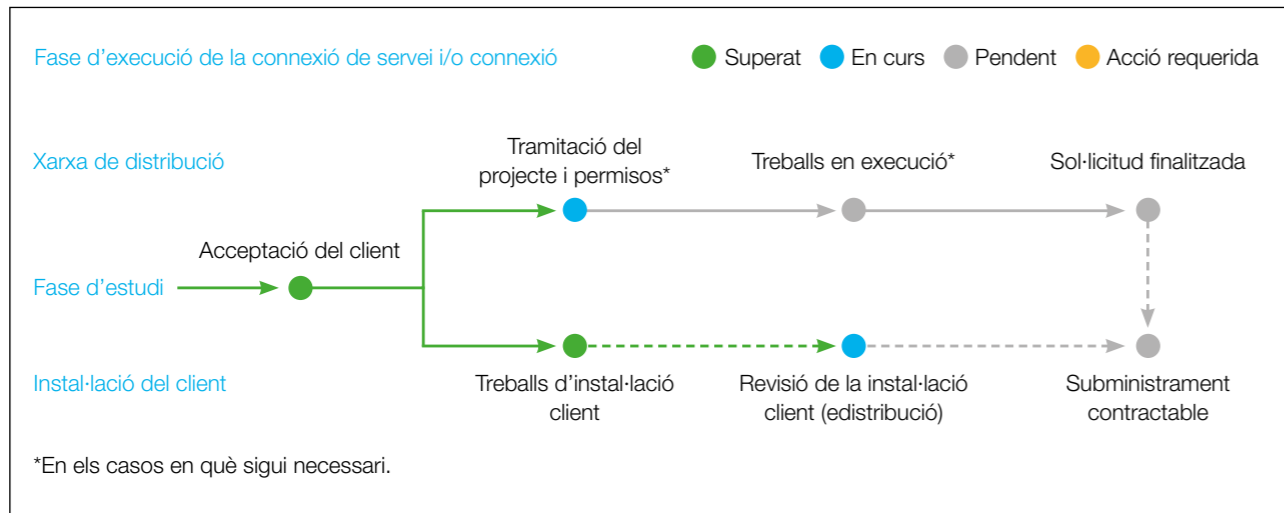 Fase d’execució de la connexió de servei i/o connexió
Superat
En curs
Pendent
Acció requerida
Xarxa de distribució
Tramitació del
projecte i permisos*
Treballs en execució*
Sol·licitud finalitzada
Acceptació del client
Fase d’estudi
Instal·lació del client
Treballs d’instal·lació
client
Revisió de la instal·lació
client (edistribució)
Subministrament
contractable
*En els casos en què sigui necessari.